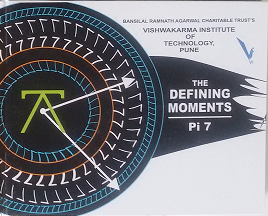 BANSILAL RAMNATH AGARWAL CHARITABLE TRUST'S
VISHWAKARMA INSTITUTE
OF
TECHNOLOGY,
PUNE
THE
DEFINING
MOMENTS
Pi 7